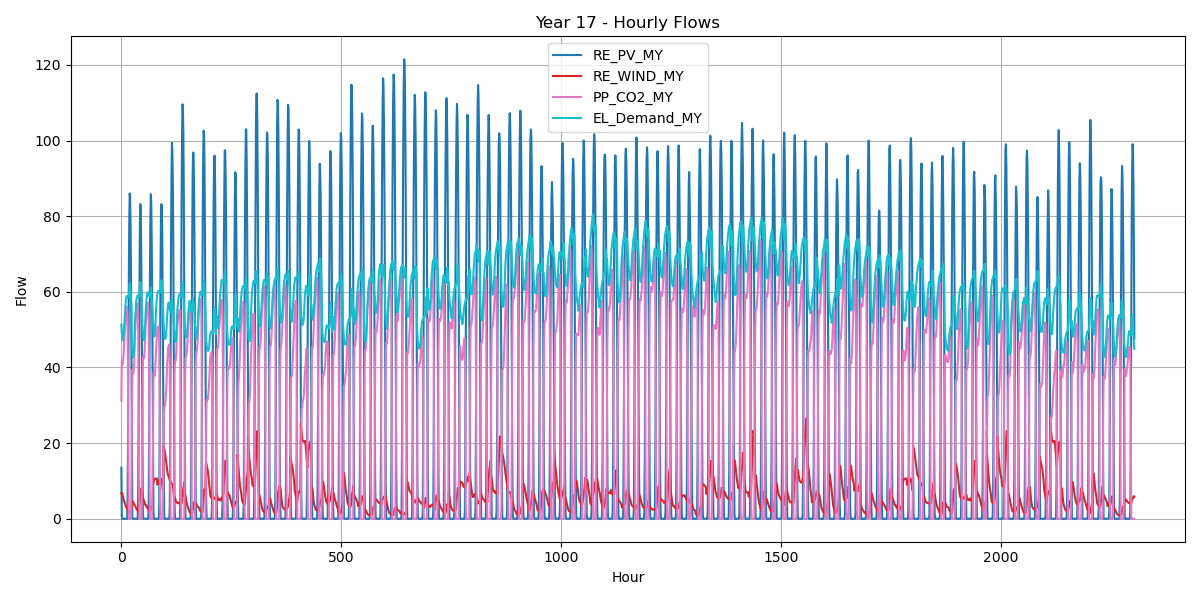 Year 17 - Hourly Flows
RE_PV_MY
RE_WIND_MY
PP_CO2_MY
EL_Demand_MY
Flow
120
100
80
60
40
20
0
0 500 1000 1500 2000
Hour